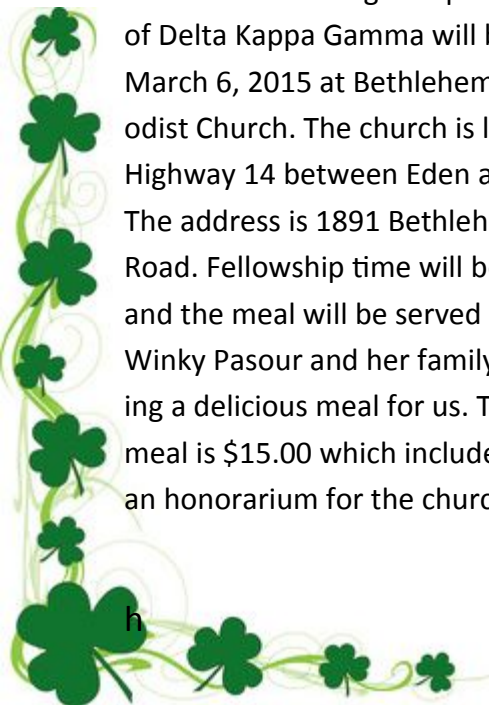 of Delta Kappa Gamma will b
March 6, 2015 at Bethlehem
odist Church. The church is l
Highway 14 between Eden a
The address is 1891 Bethleh
Road. Fellowship time will b
and the meal will be served
Winky Pasour and her family
ing a delicious meal for us. T
meal is $15.00 which include
an honorarium for the churc
h